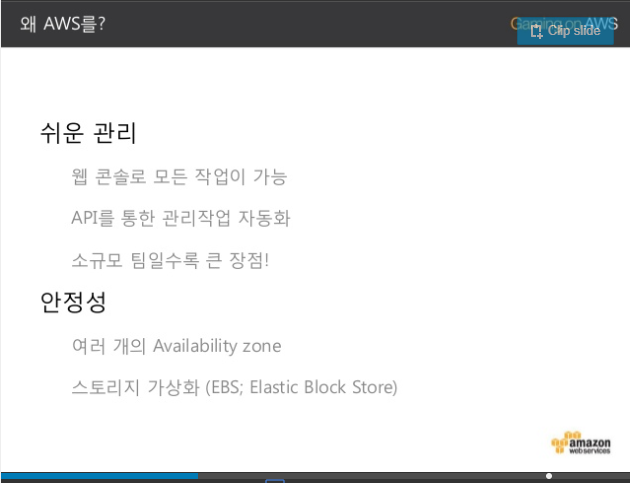 왜 AWS를?
Gaming on AWS
Clip slide
쉬운 관리
웹 콘솔로 모든 작업이 가능
API를 통한 관리작업 자동화
소규모 팀일수록 큰 장점!
안정성
여러 개의 Availability zone
스토리지 가상화 (EBS; Elastic Block Store)
amazon
web services